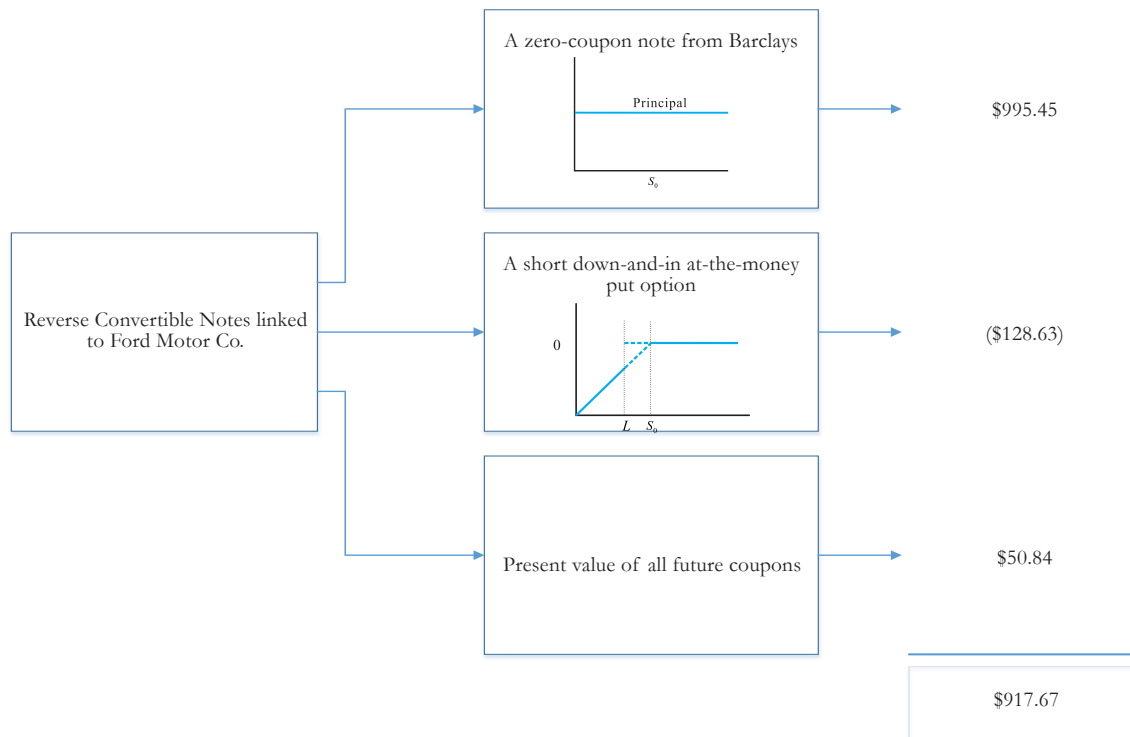 A zero-coupon note from Barclays
Principal
S₀
$995.45
Reverse Convertible Notes linked
to Ford Motor Co.
A short down-and-in at-the-money
put option
0
L S₀
($128.63)
Present value of all future coupons
$50.84
$917.67